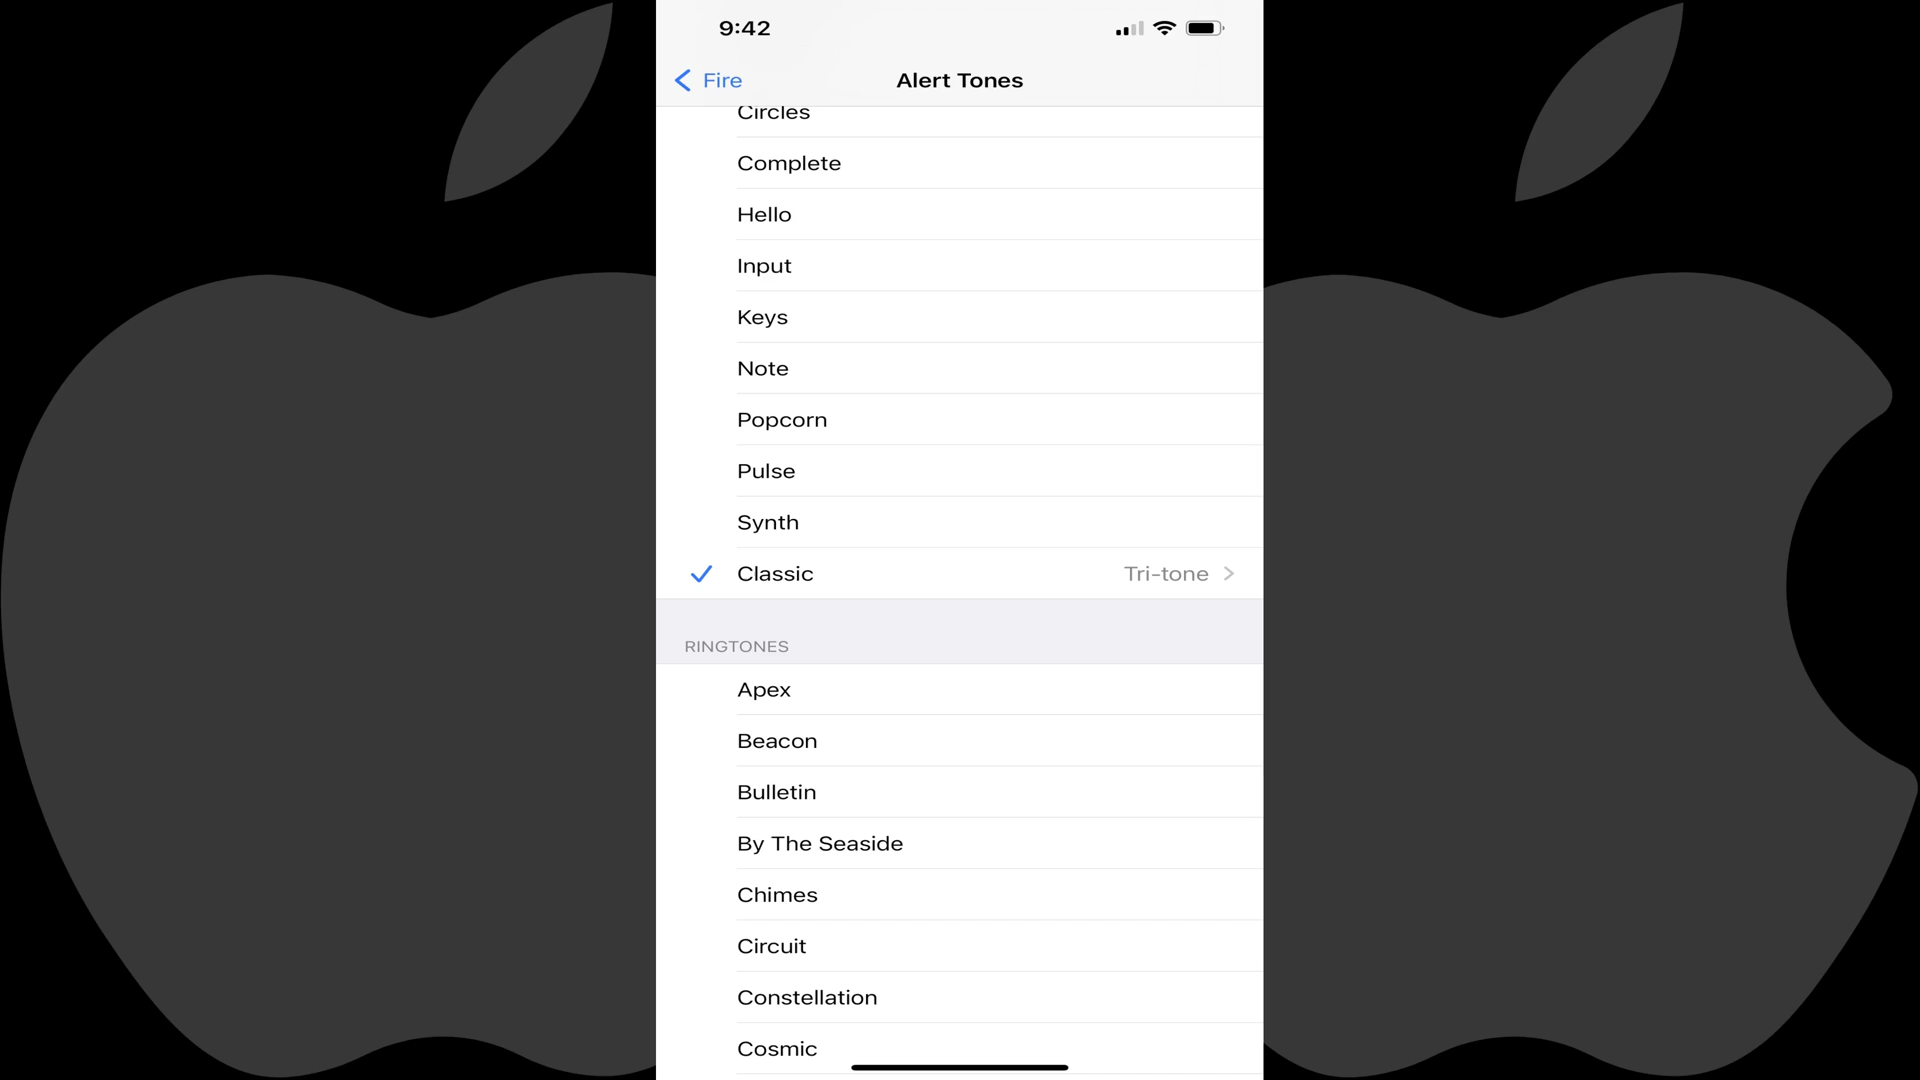 9:42
Fire
Alert Tones
Circles
Complete
Hello
Input
Keys
Note
Popcorn
Pulse
Synth
Classic Tri-tone
RINGTONES
Apex
Beacon
Bulletin
By The Seaside
Chimes
Circuit
Constellation
Cosmic